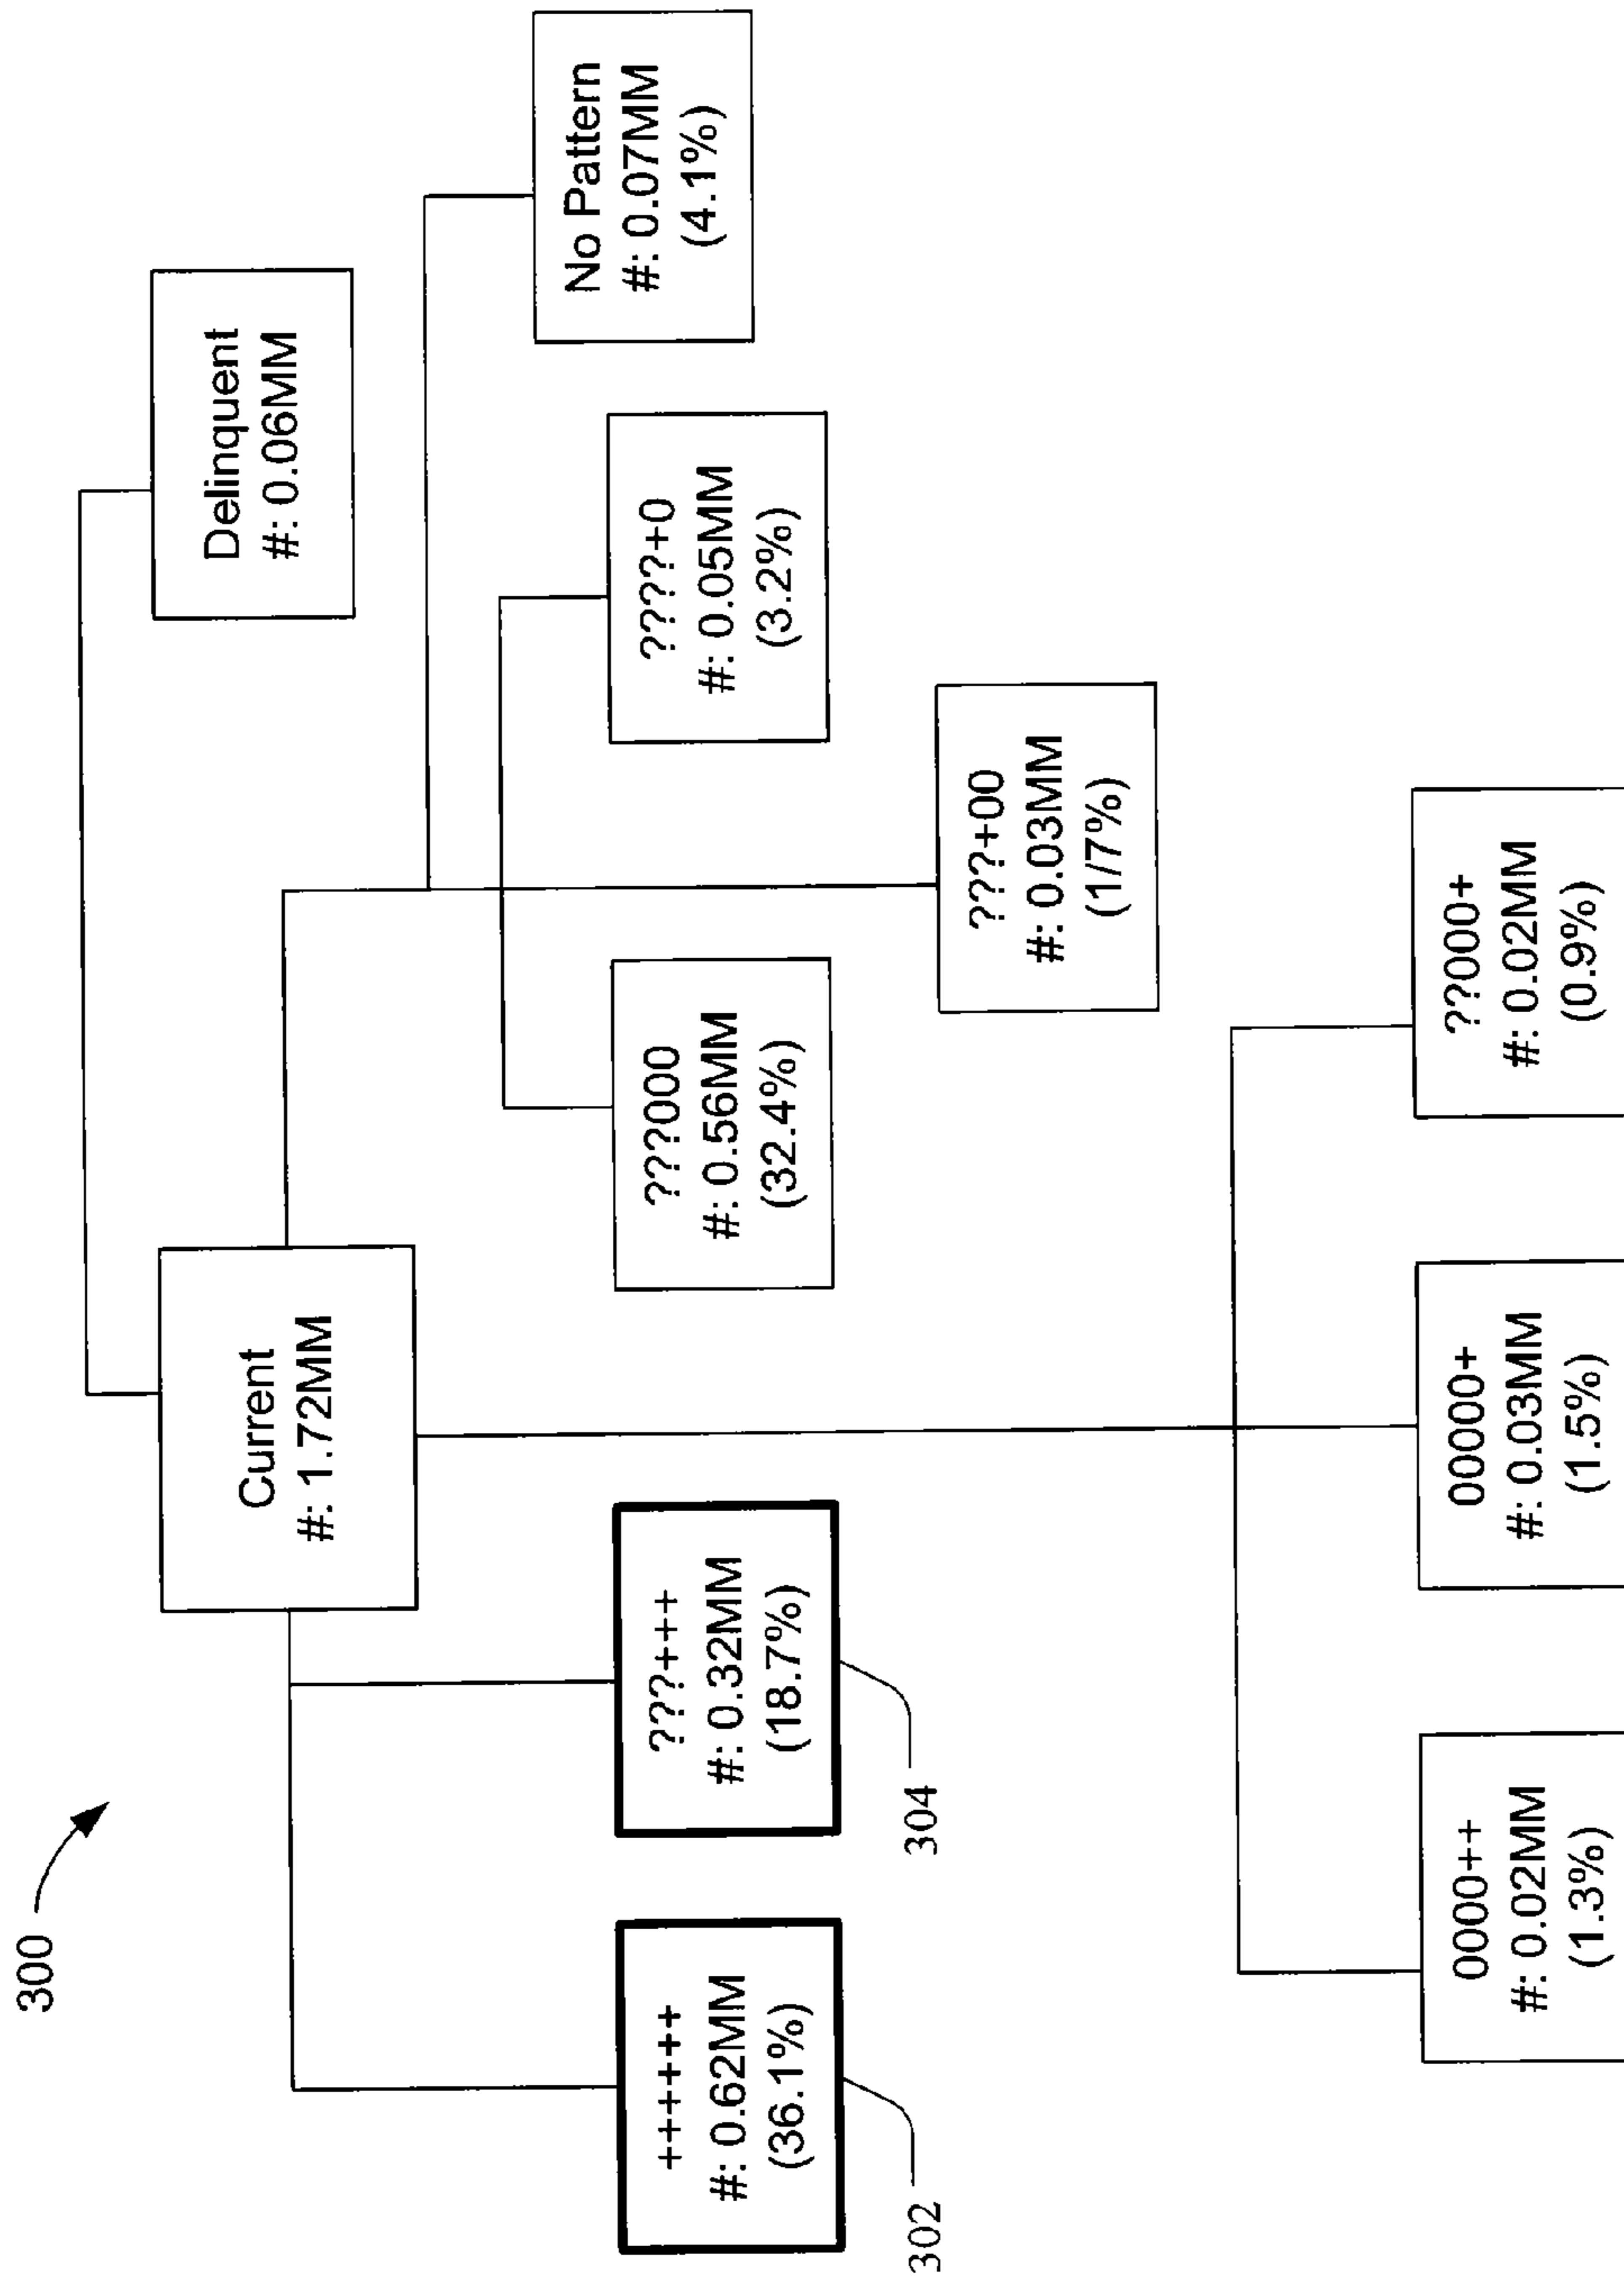 300
Current
#: 1.72MM
Delinquent
#: 0.06MM
++++++
#: 0.62MM
(36.1%)
302
???+++
#: 0.32MM
(18.7%)
304
???000
#: 0.56MM
(32.4%)
????+0
#: 0.05MM
(3.2%)
No Pattern
#: 0.07MM
(4.1%)
???+00
#: 0.03MM
(1/7%)
0000++
#: 0.02MM
(1.3%)
00000+
#: 0.03MM
(1.5%)
??000+
#: 0.02MM
(0.9%)